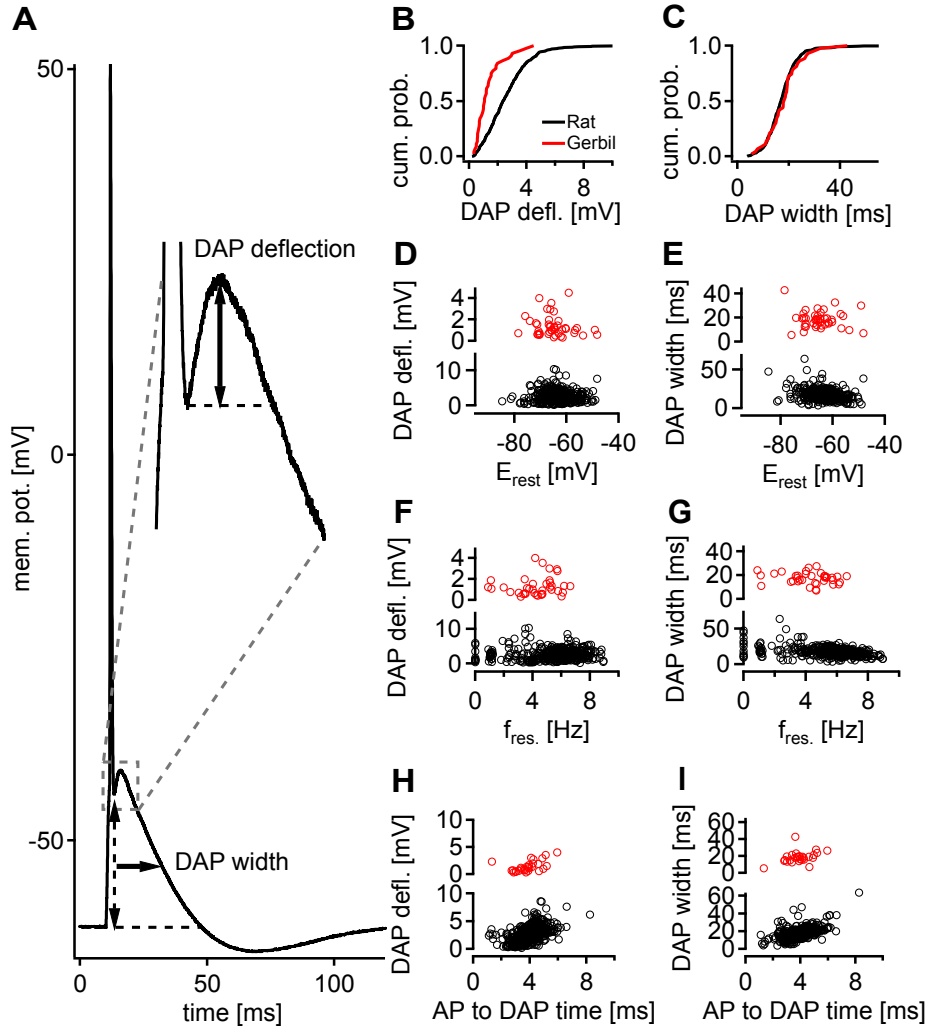 A
50
0
-50
mem. pot. [mV]
DAP deflection
DAP width
0
50
100
time [ms]
B
1.0
0.5
0.0
cum. prob.
Rat
Gerbil
0
4
8
DAP defl. [mV]
C
1.0
0.5
0.0
cum. prob.
0
40
DAP width [ms]
D
4
2
0
10
0
DAP defl. [mV]
-80
-60
-40
E_rest [mV]
E
40
20
0
50
0
DAP width [ms]
-80
-60
-40
E_rest [mV]
F
4
2
0
10
0
DAP defl. [mV]
0
4
8
f_res. [Hz]
G
40
20
0
50
0
DAP width [ms]
0
4
8
f_res. [Hz]
H
10
5
0
10
5
0
DAP defl. [mV]
0
4
8
AP to DAP time [ms]
I
60
40
20
0
60
40
20
0
DAP width [ms]
0
4
8
AP to DAP time [ms]